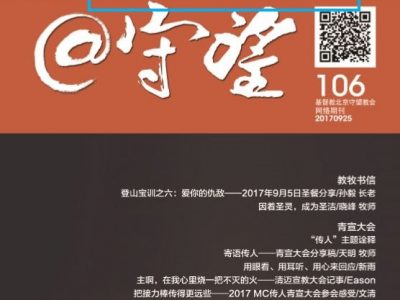 @守望
106
基督教北京守望教会
网络期刊
20170925
教牧书信
登山宝训之六：爱你的仇敌——2017年9月5日圣餐分享/孙毅 长老
因着圣灵，成为圣洁/晓峰 牧师
青宣大会
“传人”主题诠释
寄语传人——青宣大会分享稿/天明 牧师
用眼看、用耳听、用心来回应/新雨
主啊，在我心里烧一把不灭的火——清迈宣教大会记事/Eason
把接力棒传得更远些——2017 MC传人青宣大会参会感受/文清